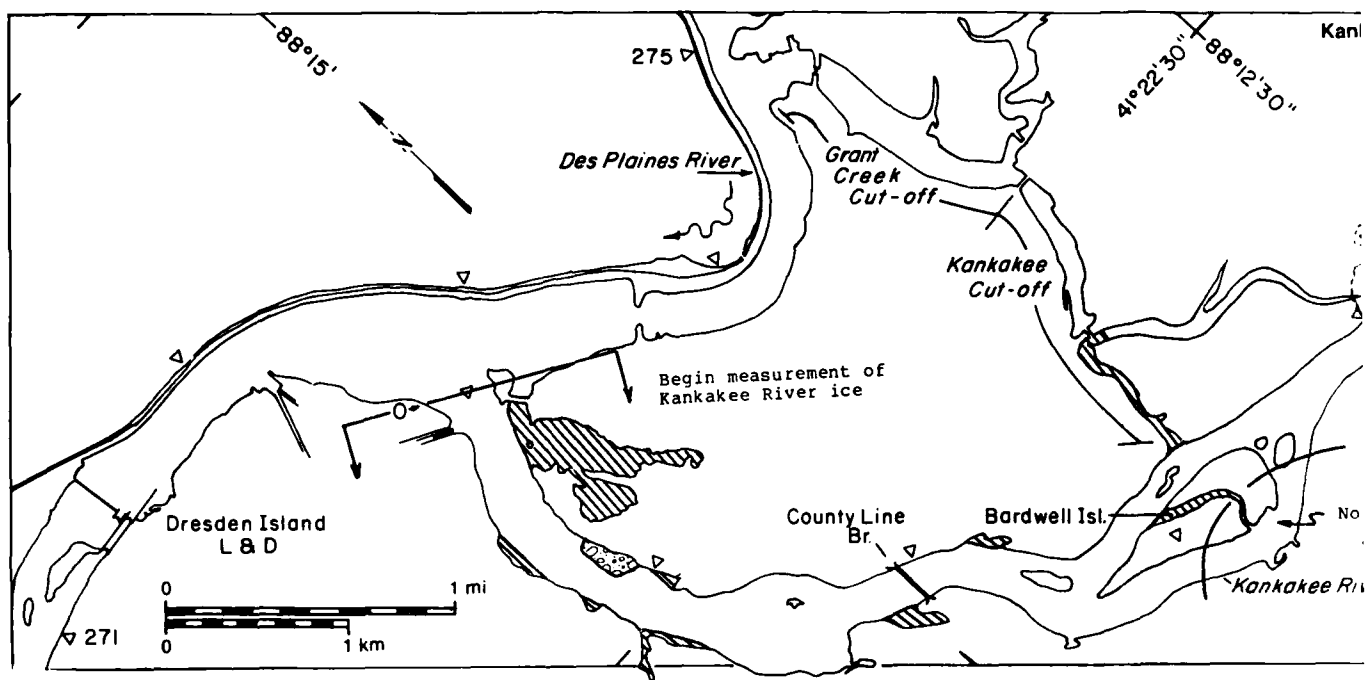 Kanl
88°15'
275
41°22'30"
88°12'30"
N
Des Plaines River
Grant
Creek
Cut-off
Kankakee
Cut-off
Begin measurement of
Kankakee River ice
0
Dresden Island
L & D
County Line
Br.
Bardwell Isl.
No
Kankakee Riv
0 1 mi
0 1 km
271